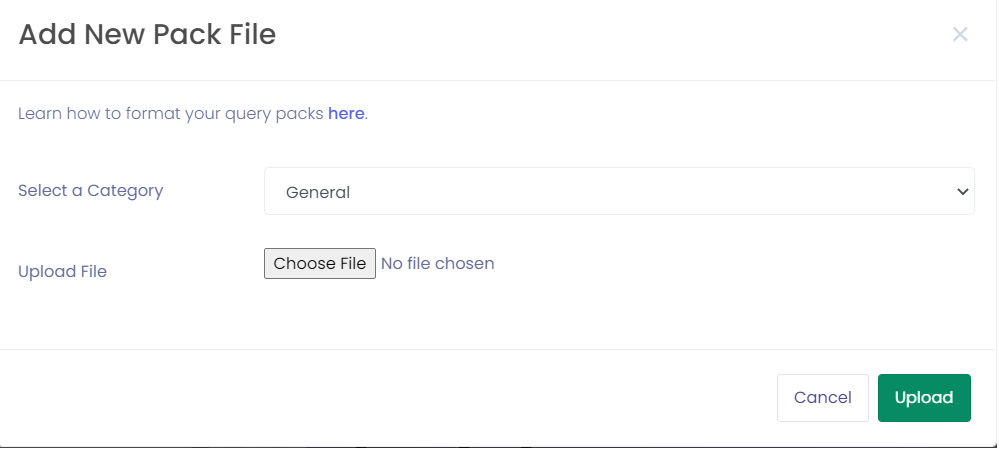 Add New Pack File
Learn how to format your query packs here.
Select a Category
General
Upload File
Choose File No file chosen
Cancel
Upload